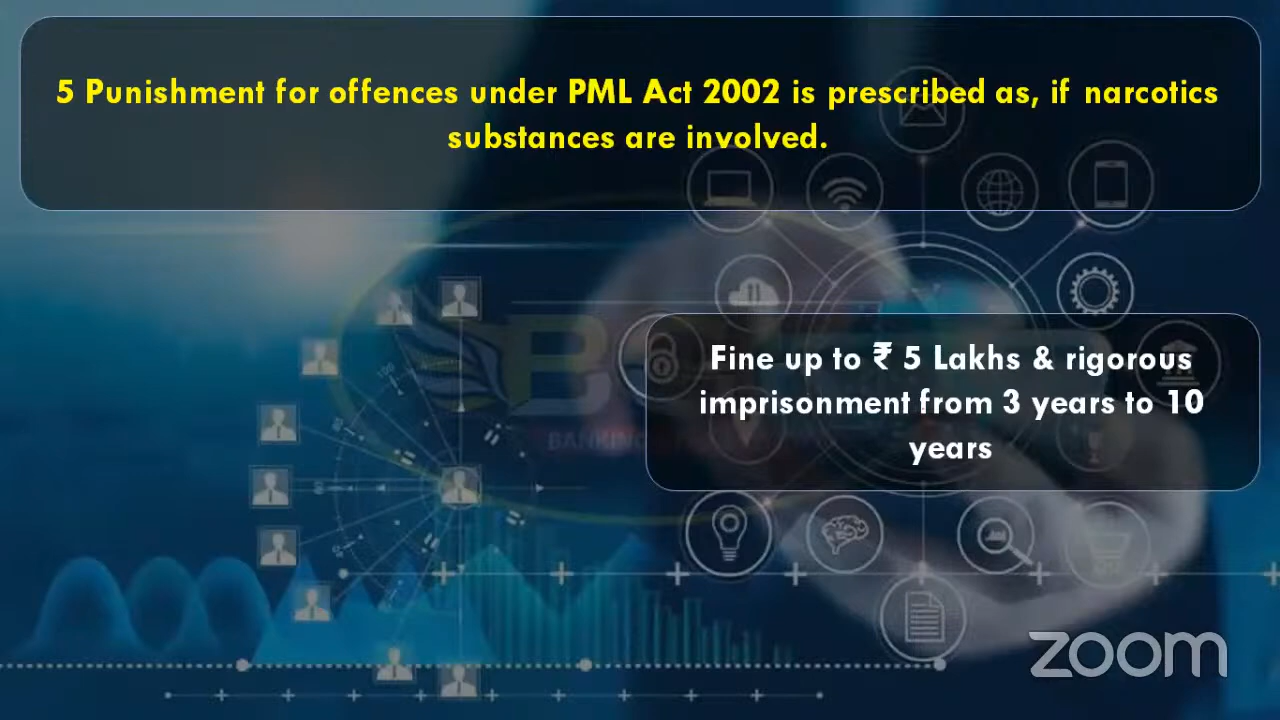 5 Punishment for offences under PML Act 2002 is prescribed as, if narcotics
substances are involved.
Fine up to ₹ 5 Lakhs & rigorous
imprisonment from 3 years to 10
years
BANKING
zoom